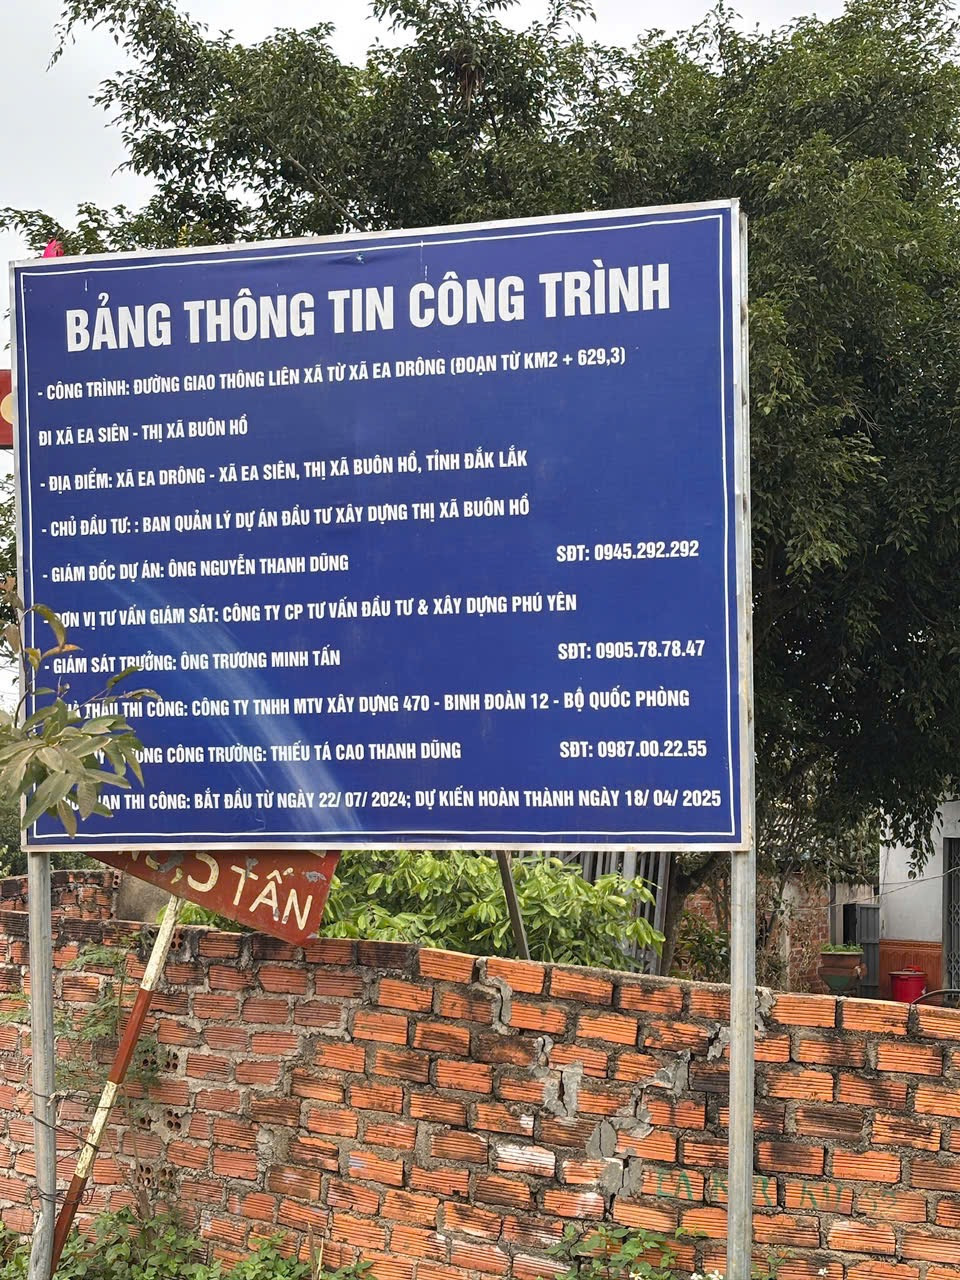 BẢNG THÔNG TIN CÔNG TRÌNH
- CÔNG TRÌNH: ĐƯỜNG GIAO THÔNG LIÊN XÃ TỪ XÃ EA DRÔNG (ĐOẠN TỪ KM2 + 629,3)
ĐI XÃ EA SIÊN - THỊ XÃ BUÔN HỒ
- ĐỊA ĐIỂM: XÃ EA DRÔNG - XÃ EA SIÊN, THỊ XÃ BUÔN HỒ, TỈNH ĐẮK LẮK
- CHỦ ĐẦU TƯ: : BAN QUẢN LÝ DỰ ÁN ĐẦU TƯ XÂY DỰNG THỊ XÃ BUÔN HỒ
- GIÁM ĐỐC DỰ ÁN: ÔNG NGUYỄN THANH DŨNG SĐT: 0945.292.292
ĐƠN VỊ TƯ VẤN GIÁM SÁT: CÔNG TY CP TƯ VẤN ĐẦU TƯ & XÂY DỰNG PHÚ YÊN
- GIÁM SÁT TRƯỞNG: ÔNG TRƯƠNG MINH TẤN SĐT: 0905.78.78.47
THẦU THI CÔNG: CÔNG TY TNHH MTV XÂY DỰNG 470 - BINH ĐOÀN 12 - BỘ QUỐC PHÒNG
CÔNG TRƯỜNG: THIẾU TÁ CAO THANH DŨNG SĐT: 0987.00.22.55
THI CÔNG: BẮT ĐẦU TỪ NGÀY 22/ 07/ 2024; DỰ KIẾN HOÀN THÀNH NGÀY 18/ 04/ 2025
TẤN